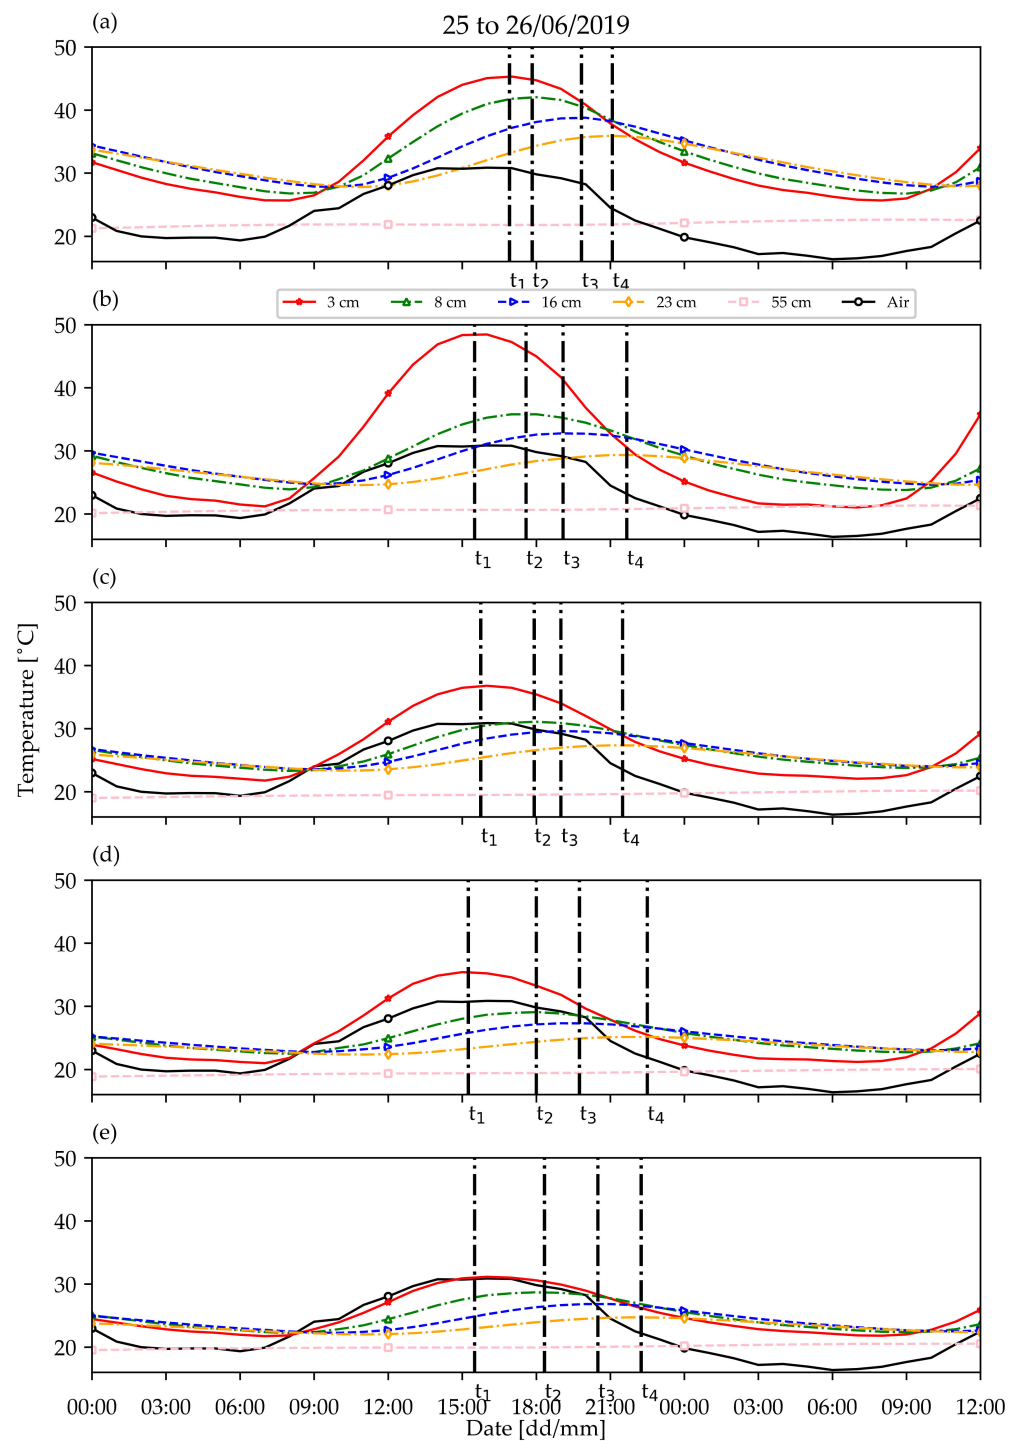 (a)
25 to 26/06/2019
50
40
30
20
t1 t2 t3 t4
(b)
3 cm 8 cm 16 cm 23 cm 55 cm Air
50
40
30
20
t1 t2 t3 t4
(c)
50
40
30
20
t1 t2 t3 t4
Temperature [˚C]
(d)
50
40
30
20
t1 t2 t3 t4
(e)
50
40
30
20
t1 t2 t3 t4
00:00 03:00 06:00 09:00 12:00 15:00 18:00 21:00 00:00 03:00 06:00 09:00 12:00
Date [dd/mm]